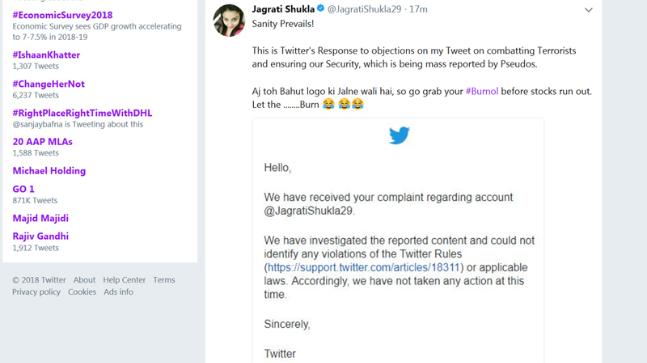 #EconomicSurvey2018
Economic Survey sees GDP growth accelerating
to 7-7.5% in 2018-19
#IshaanKhatter
1,307 Tweets
#ChangeHerNot
6,237 Tweets
#RightPlaceRightTimeWithDHL
@sanjaybafna is Tweeting about this
20 AAP MLAs
1,588 Tweets
Michael Holding
GO 1
871K Tweets
Majid Majidi
Rajiv Gandhi
1,912 Tweets
© 2018 Twitter About Help Center Terms
Privacy policy Cookies Ads info
Jagrati Shukla @JagratiShukla29 · 17m
Sanity Prevails!
This is Twitter's Response to objections on my Tweet on combatting Terrorists
and ensuring our Security, which is being mass reported by Pseudos.
Aj toh Bahut logo ki Jalne wali hai, so go grab your #Burnol before stocks run out.
Let the ........Burn 😂 😂😂
Hello,
We have received your complaint regarding account
@JagratiShukla29.
We have investigated the reported content and could not
identify any violations of the Twitter Rules
(https://support.twitter.com/articles/18311) or applicable
laws. Accordingly, we have not taken any action at this
time.
Sincerely,
Twitter